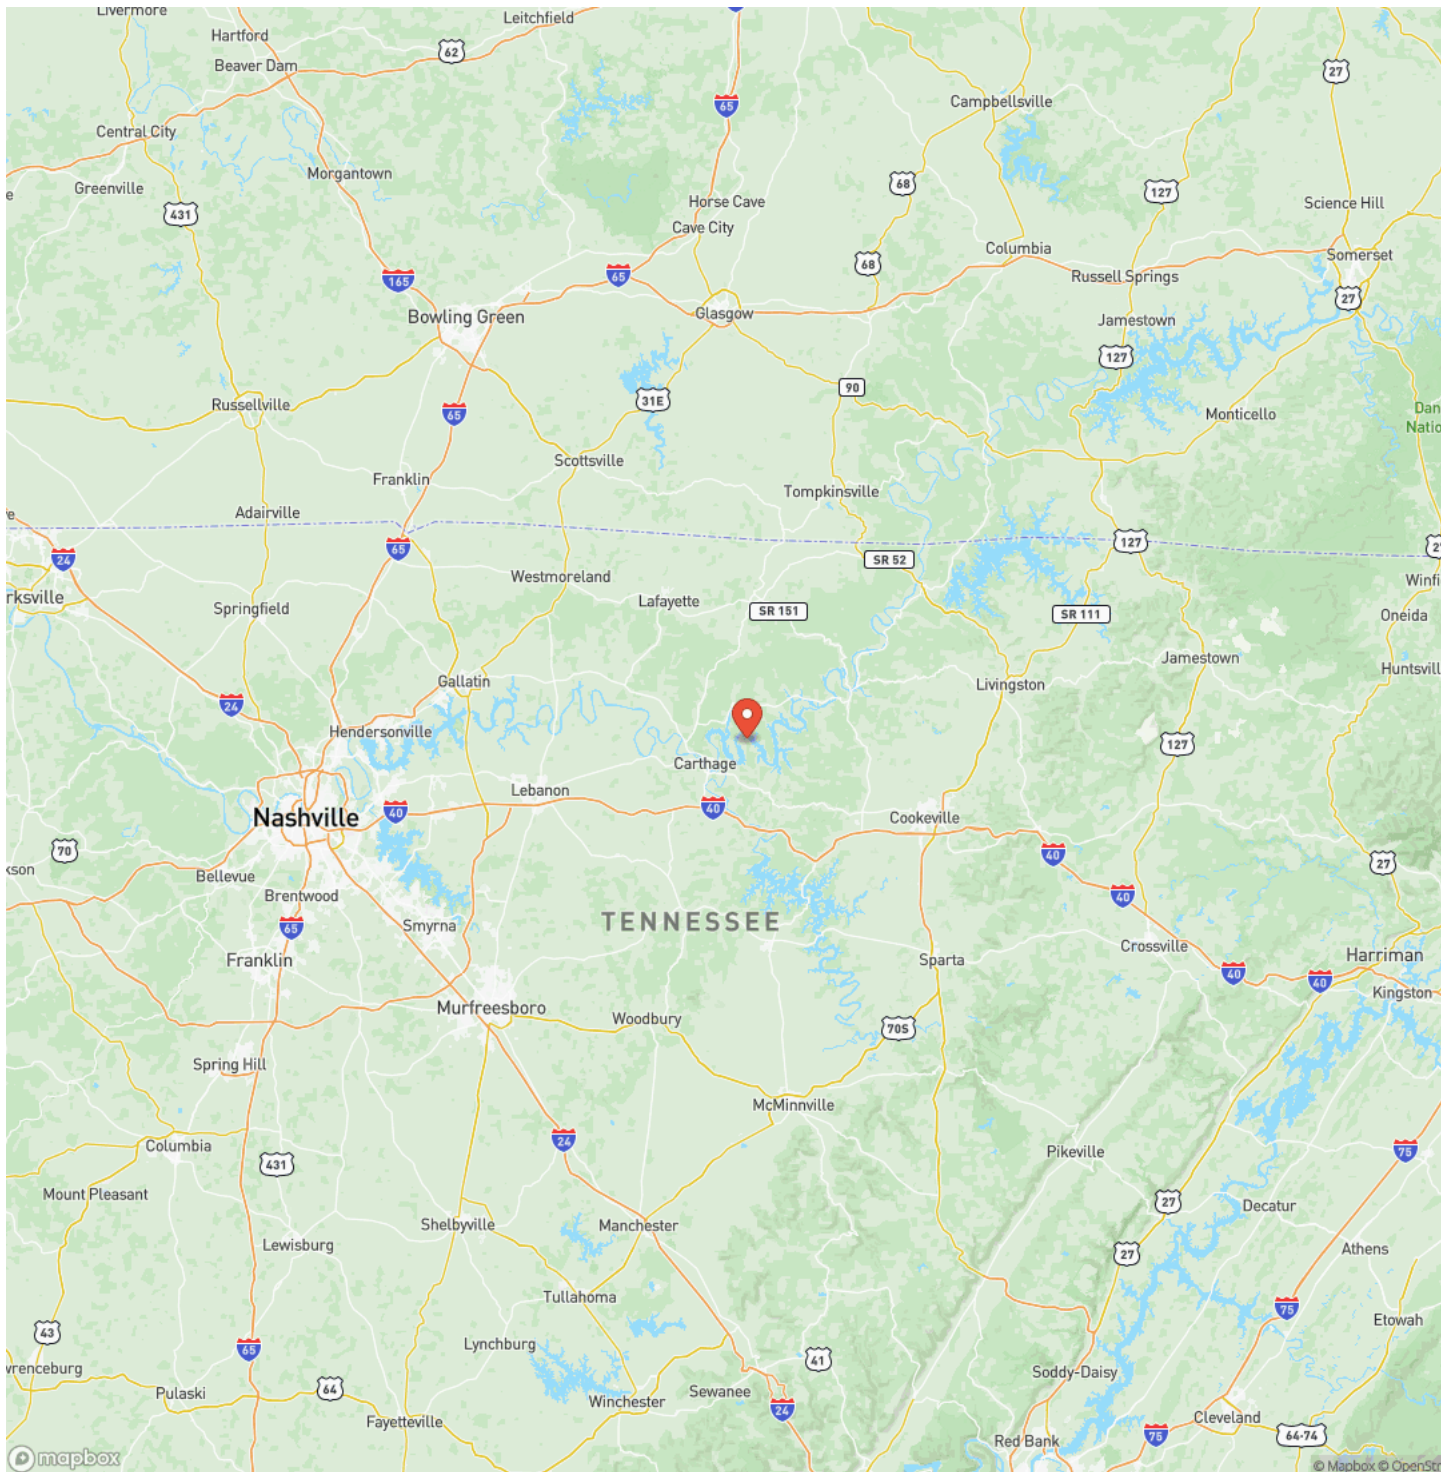 Livermore
Leitchfield
Hartford
62
Beaver Dam
27
65
Campbellsville
Central City
Morgantown
68
Greenville
127
e
431
Horse Cave
Science Hill
Cave City
Columbia
68
Somerset
165
65
Russell Springs
27
Bowling Green
Glasgow
Jamestown
127
90
31E
Russellville
65
Monticello
Dan
Natio
Scottsville
Franklin
Tompkinsville
Adairville
24
65
127
SR 52
Westmoreland
Winfi
rksville
Lafayette
Springfield
SR 151
SR 111
Oneida
Jamestown
Huntsvill
Gallatin
Livingston
24
Hendersonville
127
Carthage
Lebanon
40
40
Nashville
Cookeville
70
40
27
kson
Bellevue
Brentwood
40
65
Smyrna
TENNESSEE
Crossville
Franklin
Sparta
Harriman
40
40
Kingston
Murfreesboro
Woodbury
70S
Spring Hill
McMinnville
24
Columbia
75
431
Pikeville
Mount Pleasant
27
Decatur
Shelbyville
Manchester
Lewisburg
27
Athens
Tullahoma
75
43
Lynchburg
Etowah
65
41
wrenceburg
Soddy-Daisy
Pulaski
64
Sewanee
Winchester
24
Fayetteville
Cleveland
75
64-74
Red Bank
mapbox
© Mapbox © OpenStr